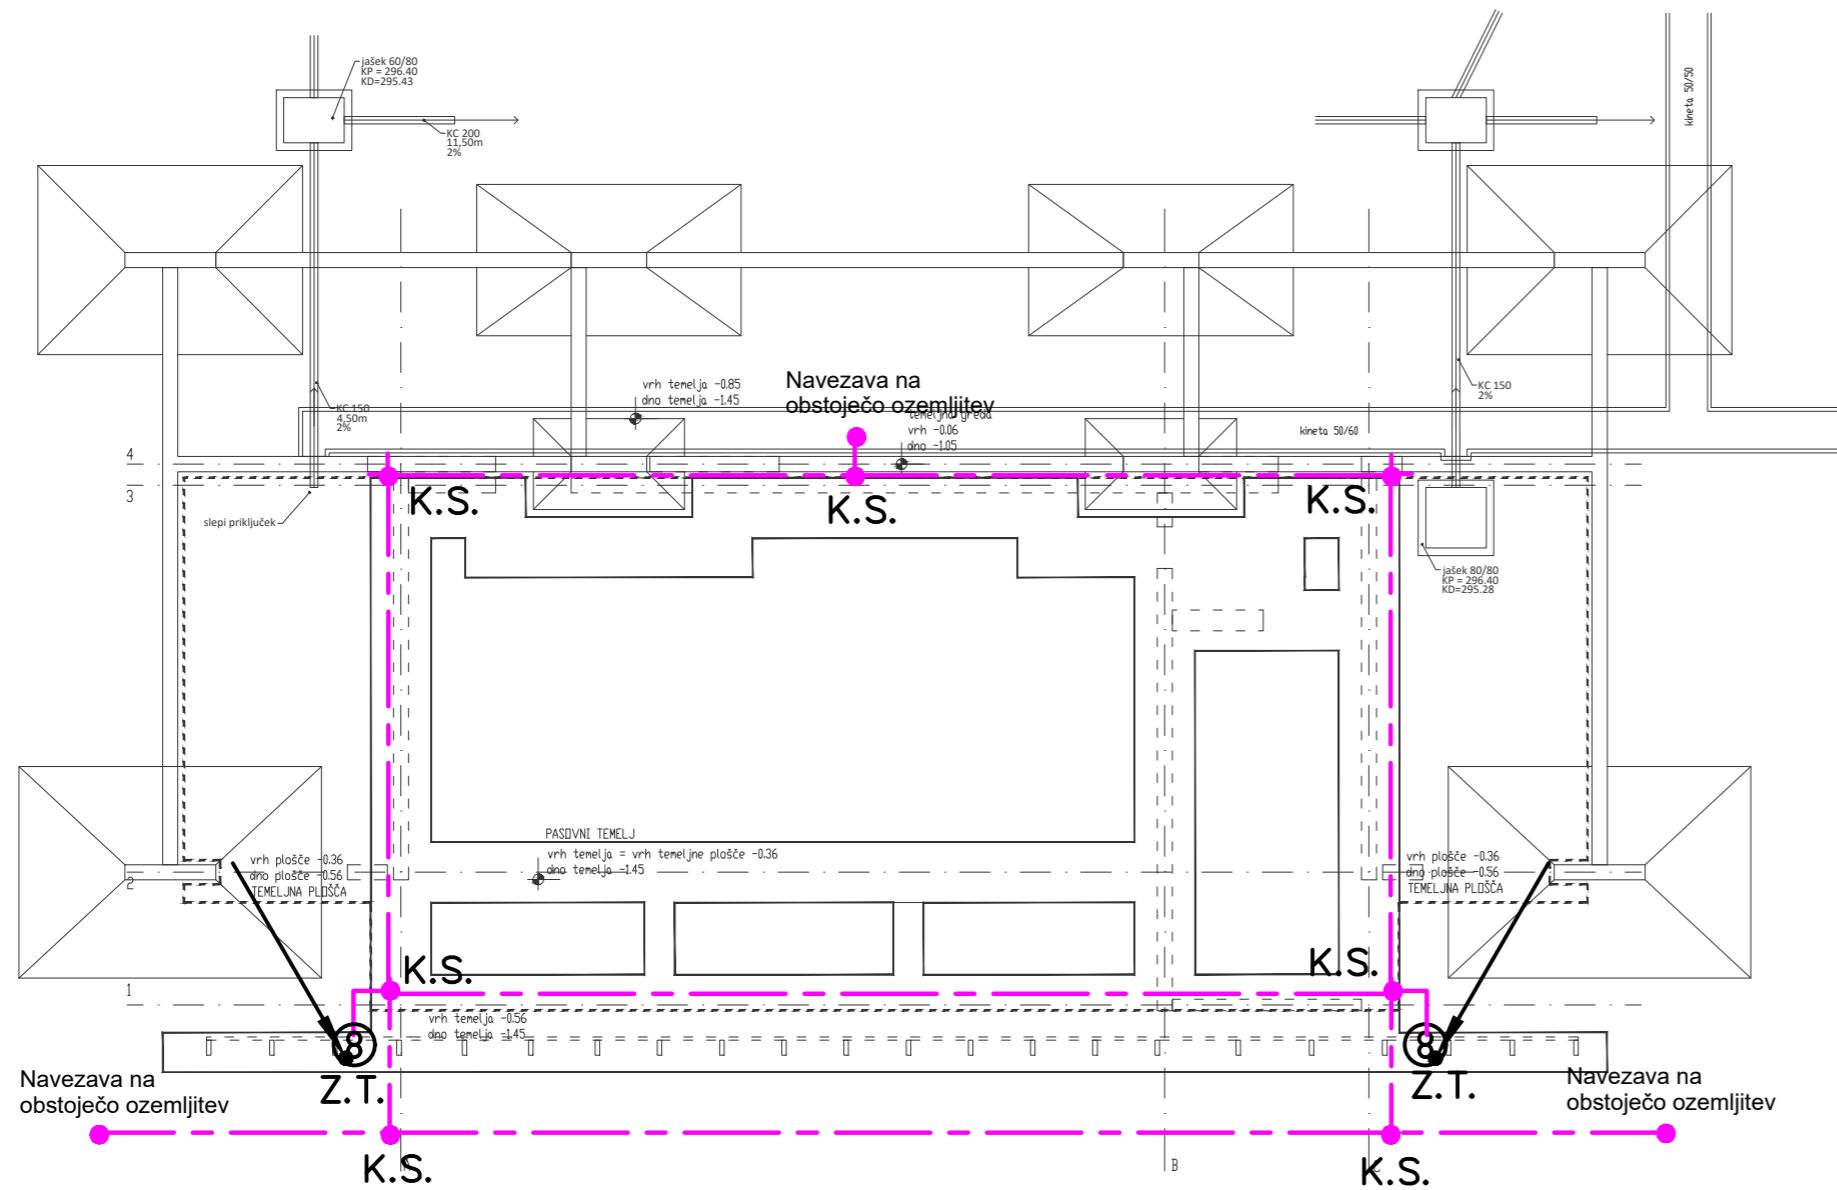 jašek 60/80
KP = 296.40
KD=295.43
KC 200
11,50m
2%
kineta 50/50
vrh temelja -0.85
dno temelja -1.45
Navezava na
obstoječo ozemljitev
temeljna greda
vrh -0.06
dno -1.05
KC 150
4,50m
2%
KC 150
2%
kineta 50/60
4
3
K.S.
K.S.
K.S.
slepi priključek
jašek 80/80
KP = 296.40
KD=295.28
PASOVNI TEMELJ
vrh temelja = vrh temeljne plošče -0.36
dno temelja -1.45
vrh plošče -0.36
dno plošče -0.56
TEMELJNA PLOŠČA
2
vrh plošče -0.36
dno plošče -0.56
TEMELJNA PLOŠČA
K.S.
K.S.
1
vrh temelja -0.56
dno temelja -1.45
8
Z.T.
8
Z.T.
Navezava na
obstoječo ozemljitev
Navezava na
obstoječo ozemljitev
K.S.
B
K.S.